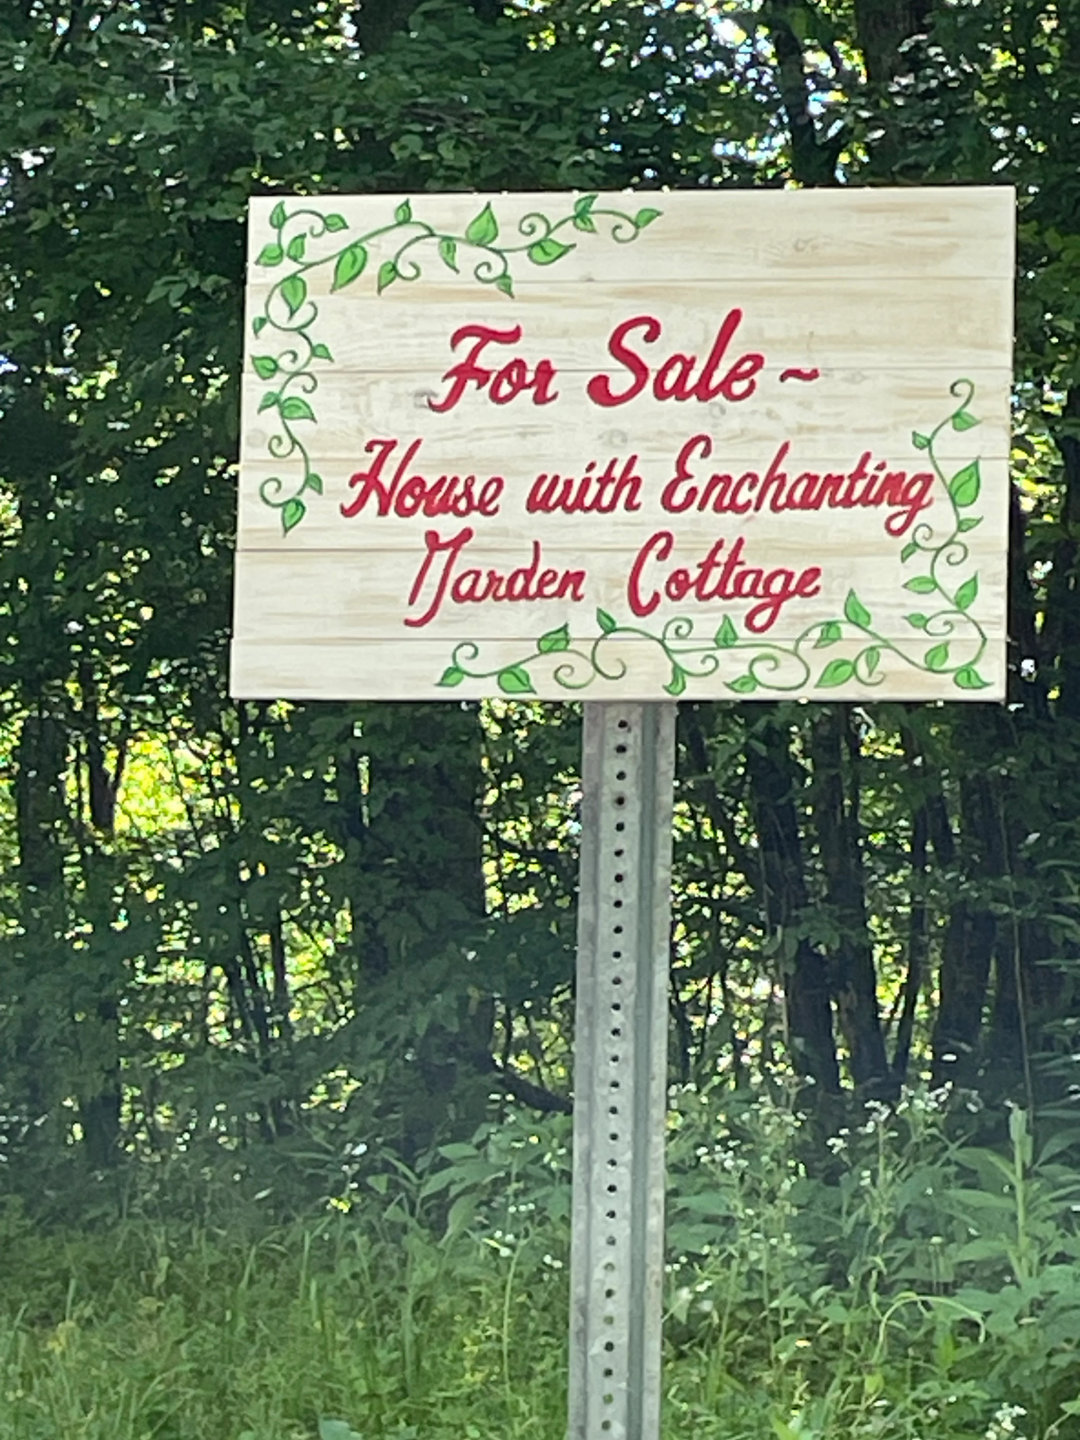 For Sale ~
House with Enchanting
Garden Cottage